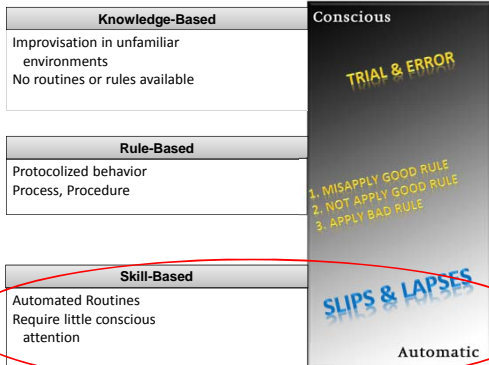 Knowledge-Based
Improvisation in unfamiliar
environments
No routines or rules available
Conscious
TRIAL & ERROR
Rule-Based
Protocolized behavior
Process, Procedure
1. MISAPPLY GOOD RULE
2. NOT APPLY GOOD RULE
3. APPLY BAD RULE
Skill-Based
Automated Routines
Require little conscious
attention
SLIPS & LAPSES
Automatic